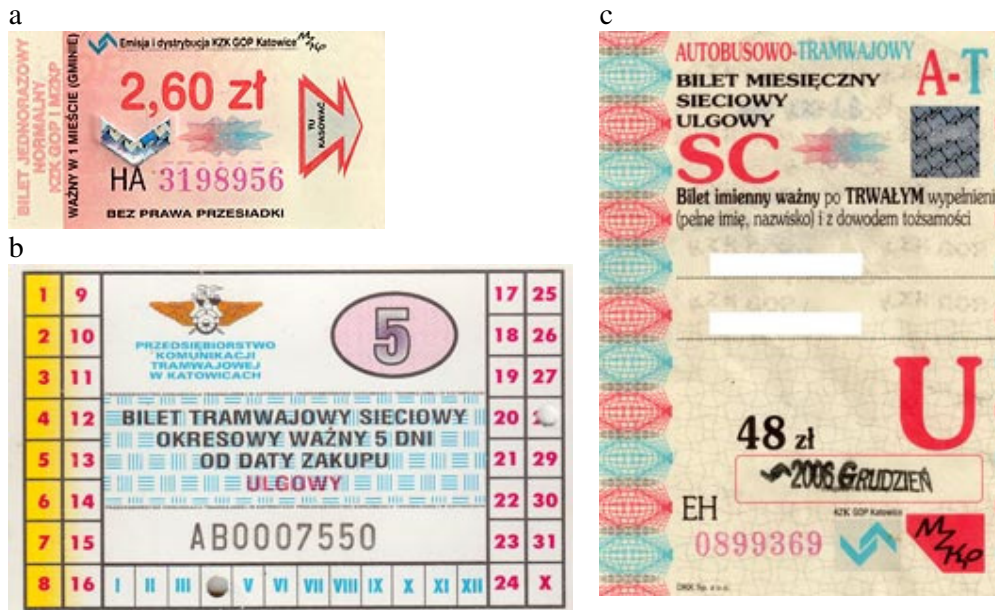 a
BILET JEDNORAZOWY
NORMALNY
KZK GOP I MZKP
WAŻNY W 1 MIEŚCIE (GMINIE)
Emisja i dystrybucja KZK GOP Katowice MZKP
2,60 zł
TU
KASOWAĆ
HA 3198956
BEZ PRAWA PRZESIADKI
b
1 9 17 25
2 10 18 26
3 11 19 27
4 12 20
5 13 21 29
6 14 22 30
7 15 23 31
8 16 I II III V VI VII VIII IX X XI XII 24 X
PRZEDSIĘBIORSTWO
KOMUNIKACJI
TRAMWAJOWEJ
W KATOWICACH
5
BILET TRAMWAJOWY SIECIOWY
OKRESOWY WAŻNY 5 DNI
OD DATY ZAKUPU
ULGOWY
AB0007550
c
AUTOBUSOWO-TRAMWAJOWY
A-T
BILET MIESIĘCZNY
SIECIOWY
ULGOWY
SC
Bilet imienny ważny po TRWAŁYM wypełnieni
(pełne imię, nazwisko) i z dowodem tożsamości
U
48 zł
2006 GRUDZIEŃ
EH
0899369
KZK GOP Katowice
MZKP